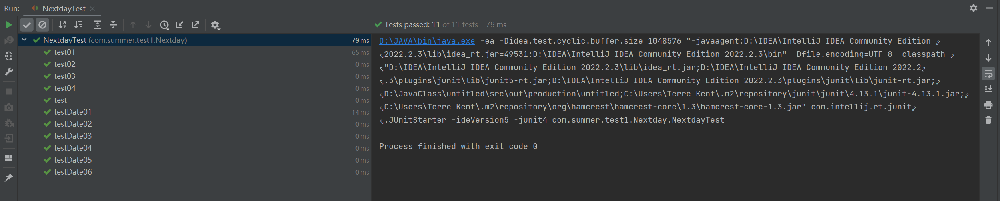 Run: NextdayTest
Tests passed: 11 of 11 tests – 79 ms
NextdayTest (com.summer.test1.Nextday) 79 ms
test01 65 ms
test02 0 ms
test03 0 ms
test04 0 ms
test 0 ms
testDate01 14 ms
testDate02 0 ms
testDate03 0 ms
testDate04 0 ms
testDate05 0 ms
testDate06 0 ms
D:\JAVA\bin\java.exe -ea -Didea.test.cyclic.buffer.size=1048576 "-javaagent:D:\IDEA\IntelliJ IDEA Community Edition
2022.2.3\lib\idea_rt.jar=49531:D:\IDEA\IntelliJ IDEA Community Edition 2022.2.3\bin" -Dfile.encoding=UTF-8 -classpath
"D:\IDEA\IntelliJ IDEA Community Edition 2022.2.3\lib\idea_rt.jar;D:\IDEA\IntelliJ IDEA Community Edition 2022.2
.3\plugins\junit\lib\junit5-rt.jar;D:\IDEA\IntelliJ IDEA Community Edition 2022.2.3\plugins\junit\lib\junit-rt.jar;
D:\JavaClass\untitled\src\out\production\untitled;C:\Users\Terre Kent\.m2\repository\junit\junit\4.13.1\junit-4.13.1.jar;
C:\Users\Terre Kent\.m2\repository\org\hamcrest\hamcrest-core\1.3\hamcrest-core-1.3.jar" com.intellij.rt.junit
.JUnitStarter -ideVersion5 -junit4 com.summer.test1.Nextday.NextdayTest
Process finished with exit code 0